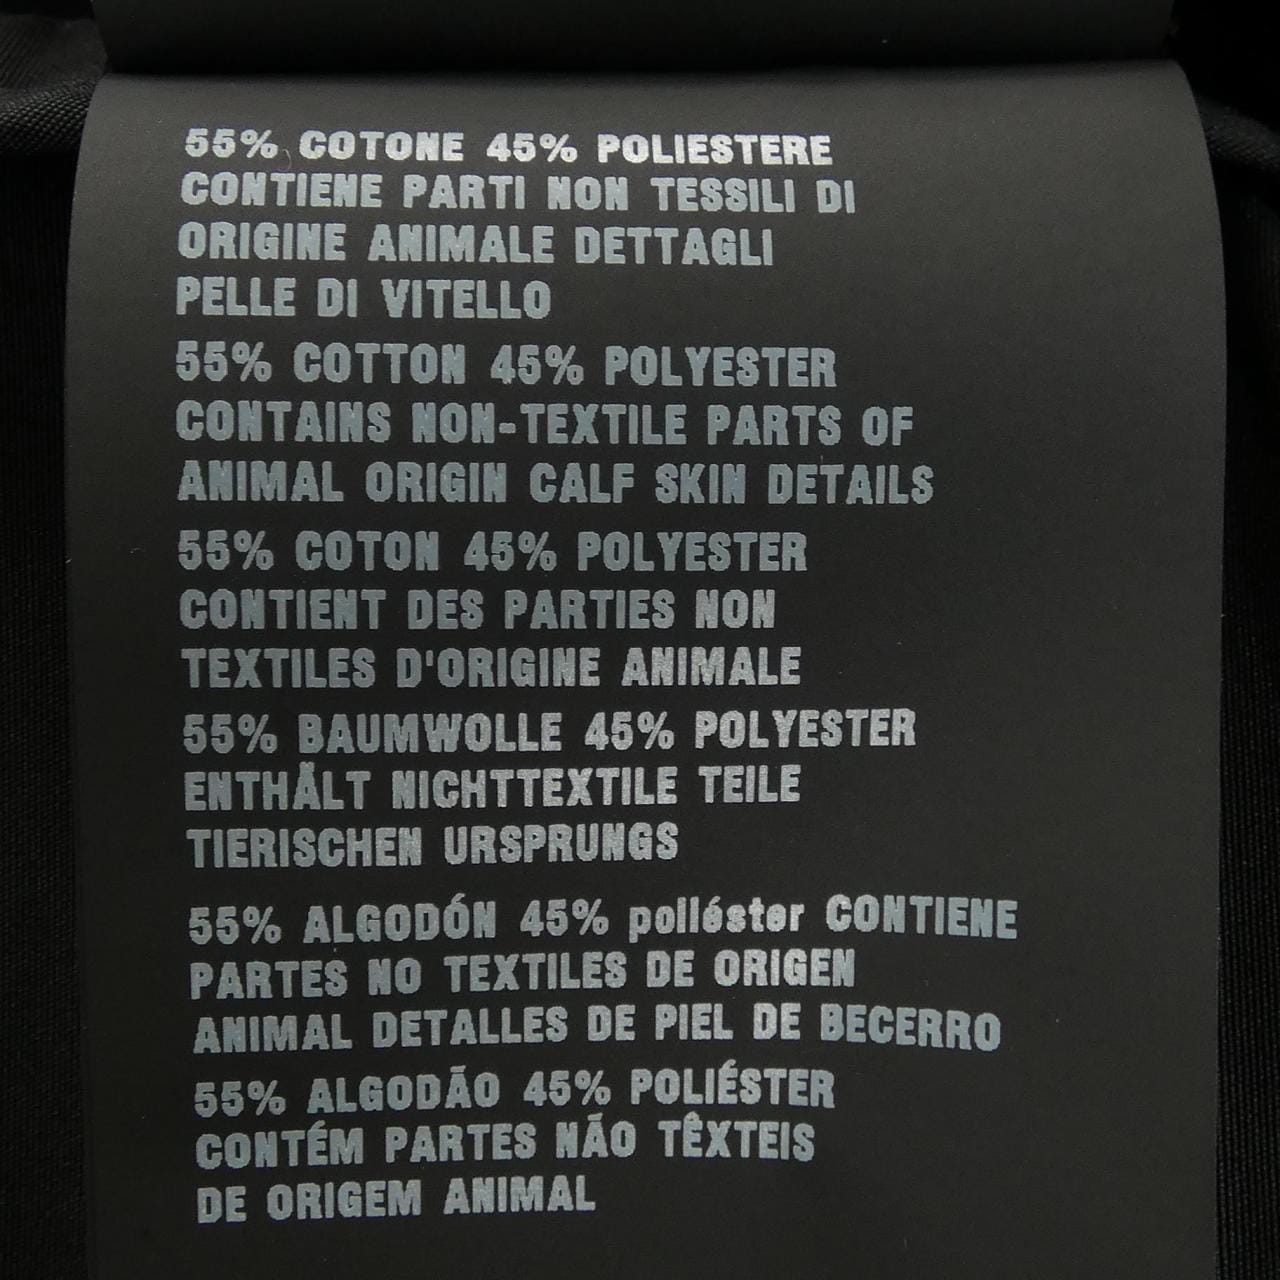 55% COTONE 45% POLIESTERE
CONTIENE PARTI NON TESSILI DI
ORIGINE ANIMALE DETTAGLI
PELLE DI VITELLO
55% COTTON 45% POLYESTER
CONTAINS NON-TEXTILE PARTS OF
ANIMAL ORIGIN CALF SKIN DETAILS
55% COTON 45% POLYESTER
CONTIENT DES PARTIES NON
TEXTILES D'ORIGINE ANIMALE
55% BAUMWOLLE 45% POLYESTER
ENTHÄLT NICHTTEXTILE TEILE
TIERISCHEN URSPRUNGS
55% ALGODÓN 45% poliéster CONTIENE
PARTES NO TEXTILES DE ORIGEN
ANIMAL DETALLES DE PIEL DE BECERRO
55% ALGODÃO 45% POLIÉSTER
CONTÉM PARTES NÃO TÊXTEIS
DE ORIGEM ANIMAL